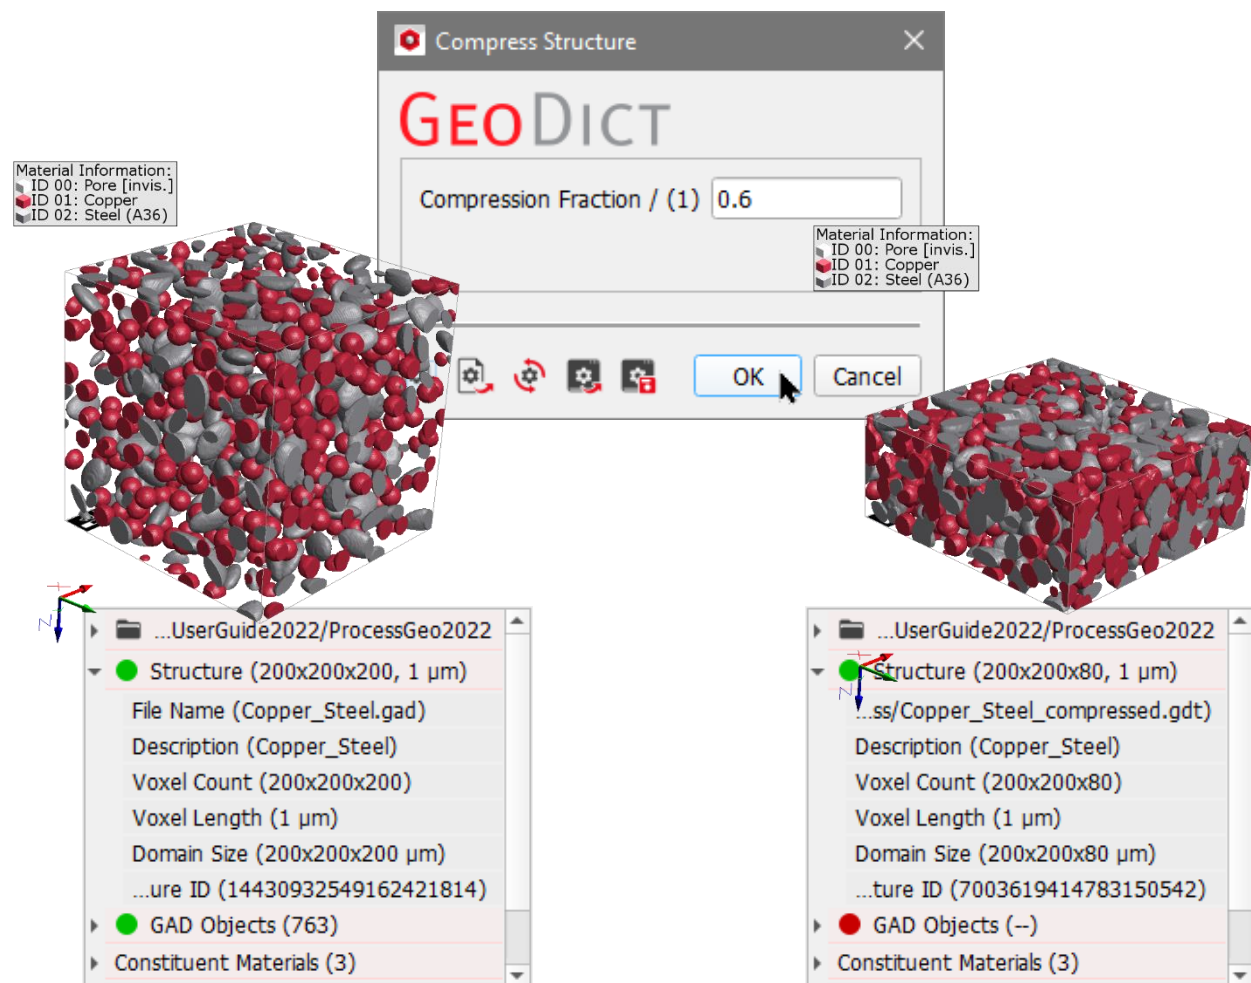 Compress Structure
GEODICT
Compression Fraction / (1) 0.6
OK
Cancel
Material Information:
ID 00: Pore [invis.]
ID 01: Copper
ID 02: Steel (A36)
Material Information:
ID 00: Pore [invis.]
ID 01: Copper
ID 02: Steel (A36)
Z
...UserGuide2022/ProcessGeo2022
Structure (200x200x200, 1 µm)
File Name (Copper_Steel.gad)
Description (Copper_Steel)
Voxel Count (200x200x200)
Voxel Length (1 µm)
Domain Size (200x200x200 µm)
...ure ID (14430932549162421814)
GAD Objects (763)
Constituent Materials (3)
...UserGuide2022/ProcessGeo2022
Structure (200x200x80, 1 µm)
Z
...ss/Copper_Steel_compressed.gdt)
Description (Copper_Steel)
Voxel Count (200x200x80)
Voxel Length (1 µm)
Domain Size (200x200x80 µm)
...ture ID (7003619414783150542)
GAD Objects (--)
Constituent Materials (3)